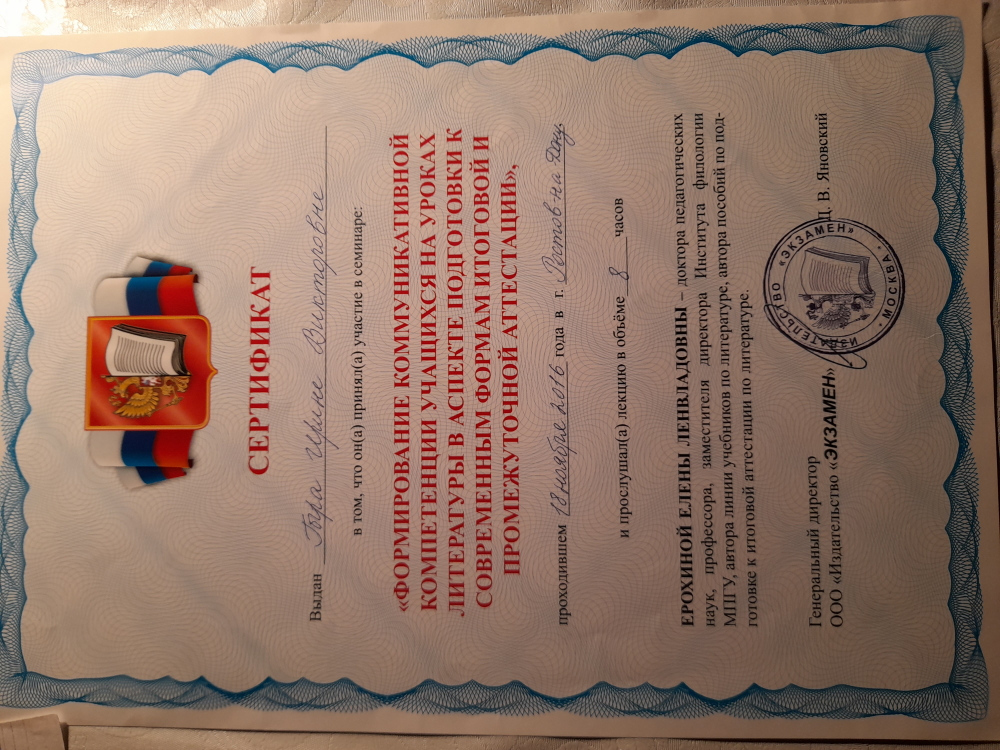 СЕРТИФИКАТ
Выдан Гыра Ирине Викторовне
в том, что он(а) принял(а) участие в семинаре:
«ФОРМИРОВАНИЕ КОММУНИКАТИВНОЙ
КОМПЕТЕНЦИИ УЧАЩИХСЯ НА УРОКАХ
ЛИТЕРАТУРЫ В АСПЕКТЕ ПОДГОТОВКИ К
СОВРЕМЕННЫМ ФОРМАМ ИТОГОВОЙ И
ПРОМЕЖУТОЧНОЙ АТТЕСТАЦИИ»,
проходившем 18 ноября 2016 года в г. Ростов-на-Дону
и прослушал(а) лекцию в объёме 8 часов
ЕРОХИНОЙ ЕЛЕНЫ ЛЕНВЛАДОВНЫ – доктора педагогических
наук, профессора, заместителя директора Института филологии
МПГУ, автора линии учебников по литературе, автора пособий по под-
готовке к итоговой аттестации по литературе.
Генеральный директор
ООО «Издательство «ЭКЗАМЕН» Д. В. Яновский
ИЗДАТЕЛЬСТВО «ЭКЗАМЕН» • МОСКВА •